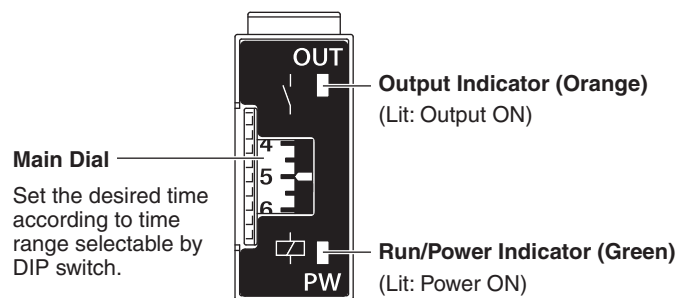 OUT
Output Indicator (Orange)
(Lit: Output ON)
Main Dial
Set the desired time
according to time
range selectable by
DIP switch.
4
5
6
Run/Power Indicator (Green)
(Lit: Power ON)
PW